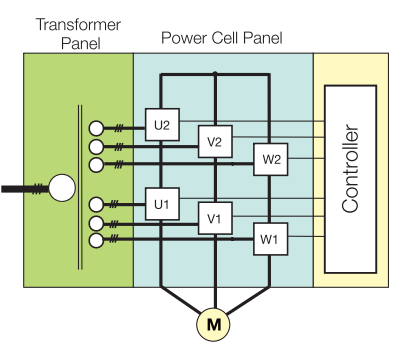 Transformer
Panel
Power Cell Panel
U2
V2
W2
U1
V1
W1
Controller
M